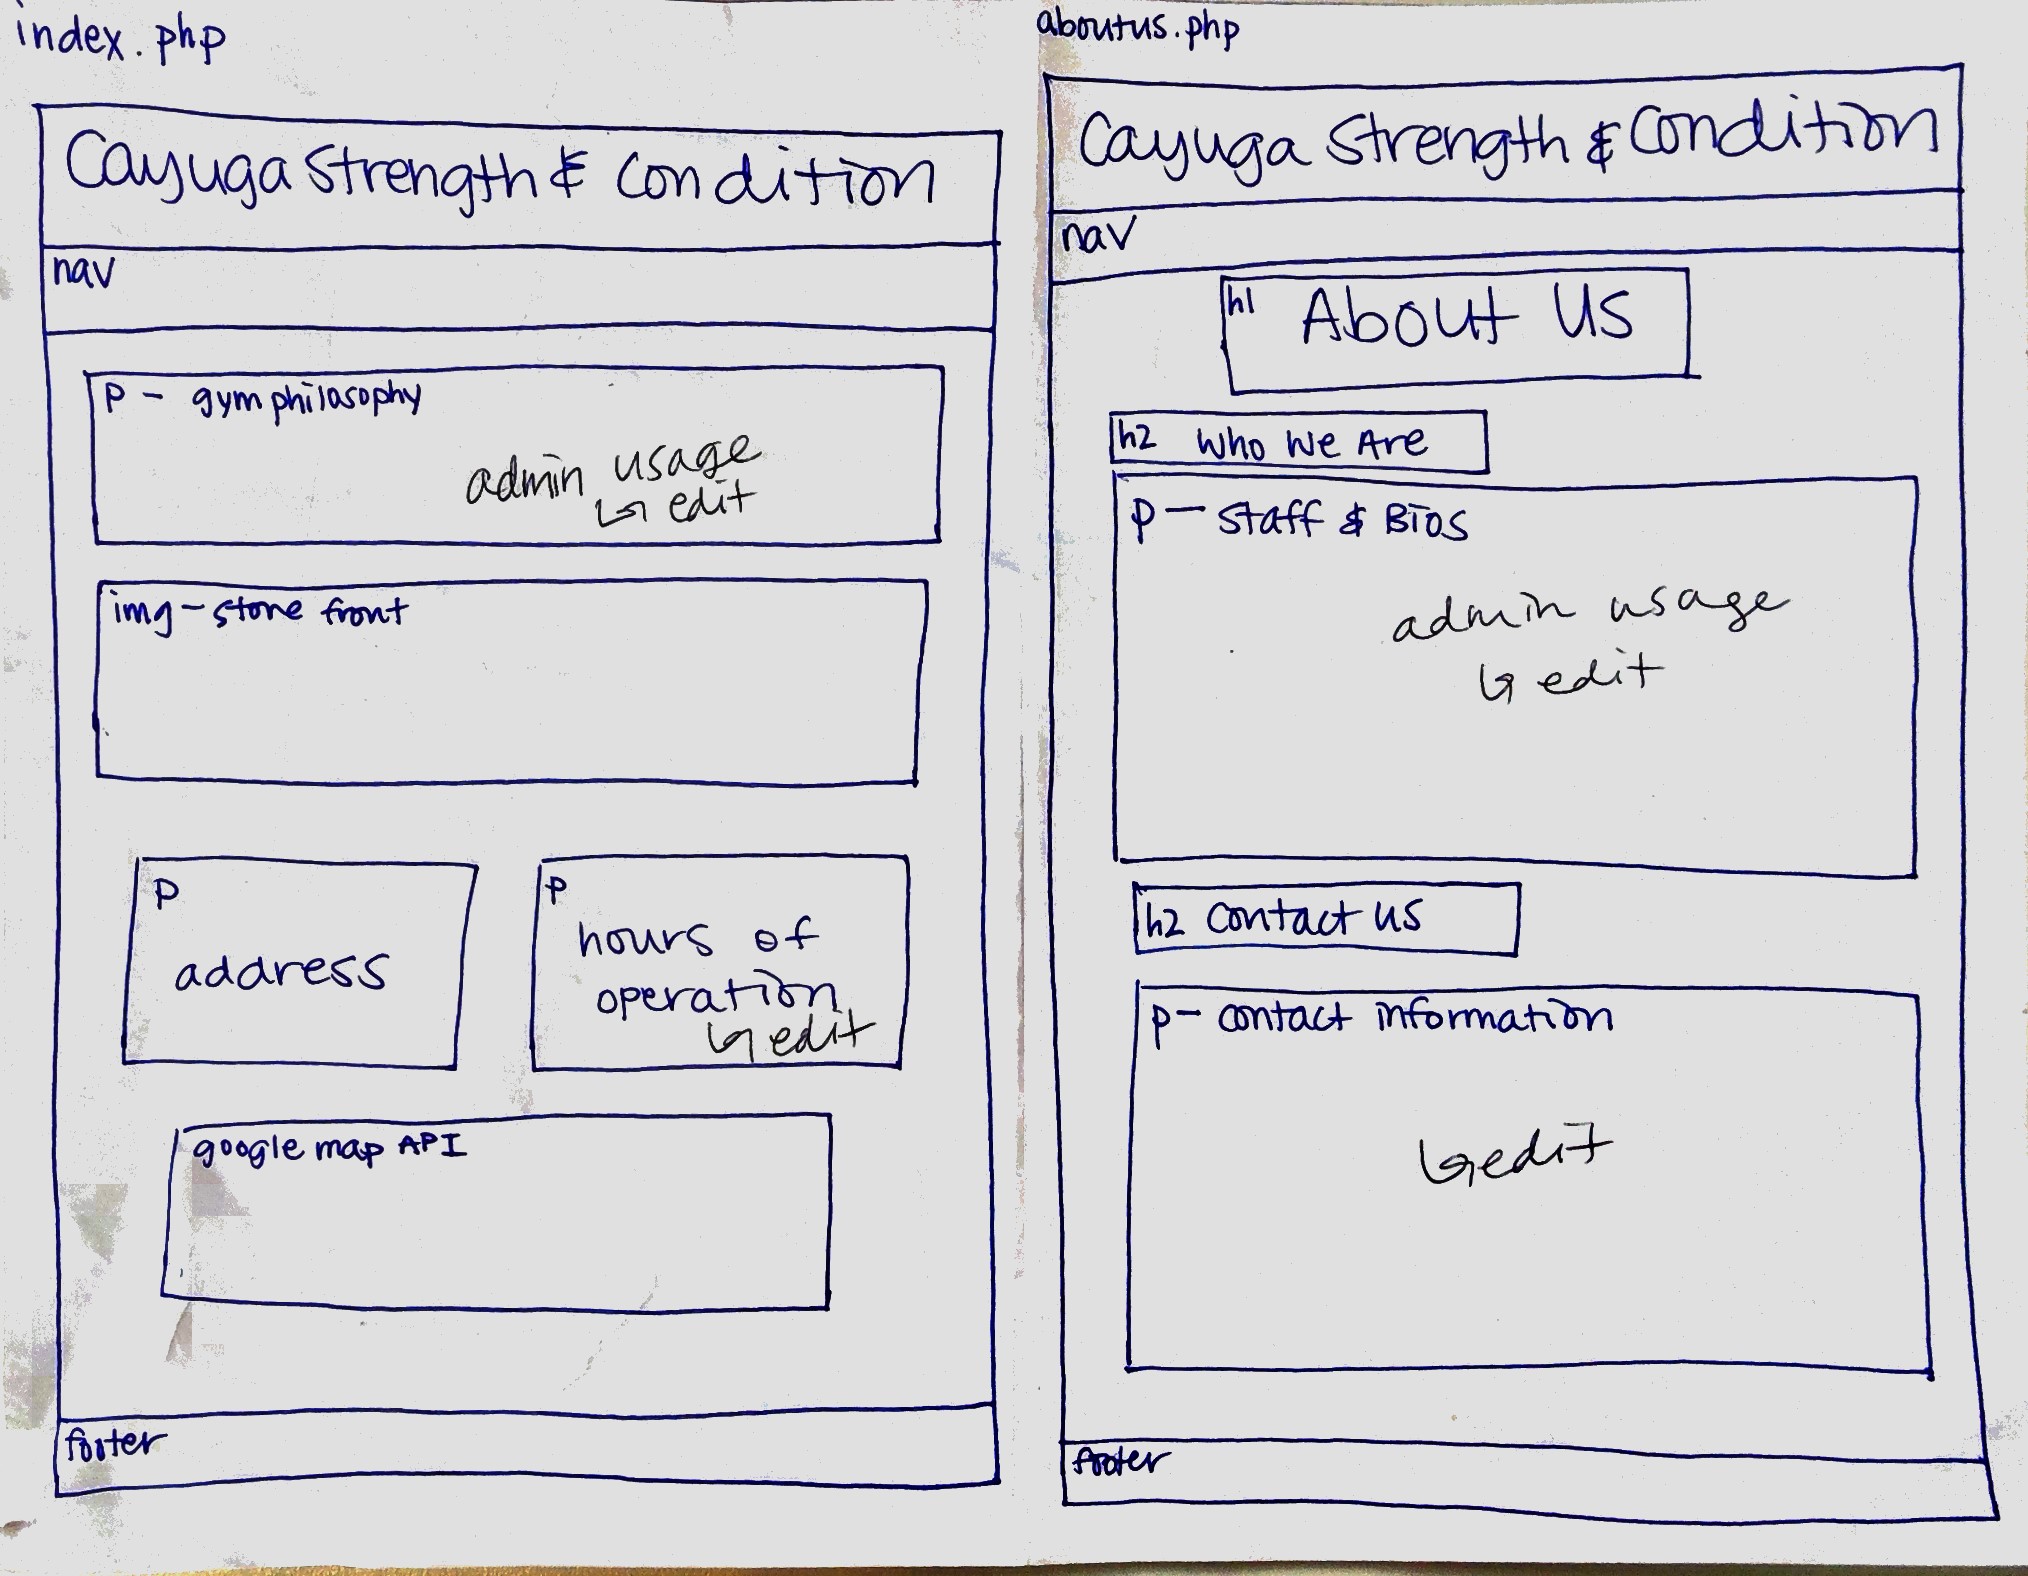 index.php
Cayuga Strength & Condition
nav
p - gym philosophy
admin usage
↳ edit
img - store front
p
address
p
hours of
operation
↳ edit
google map API
footer
aboutus.php
Cayuga Strength & Condition
nav
h1 About Us
h2 Who We Are
p - Staff & Bios
admin usage
↳ edit
h2 Contact Us
p - contact information
↳ edit
footer